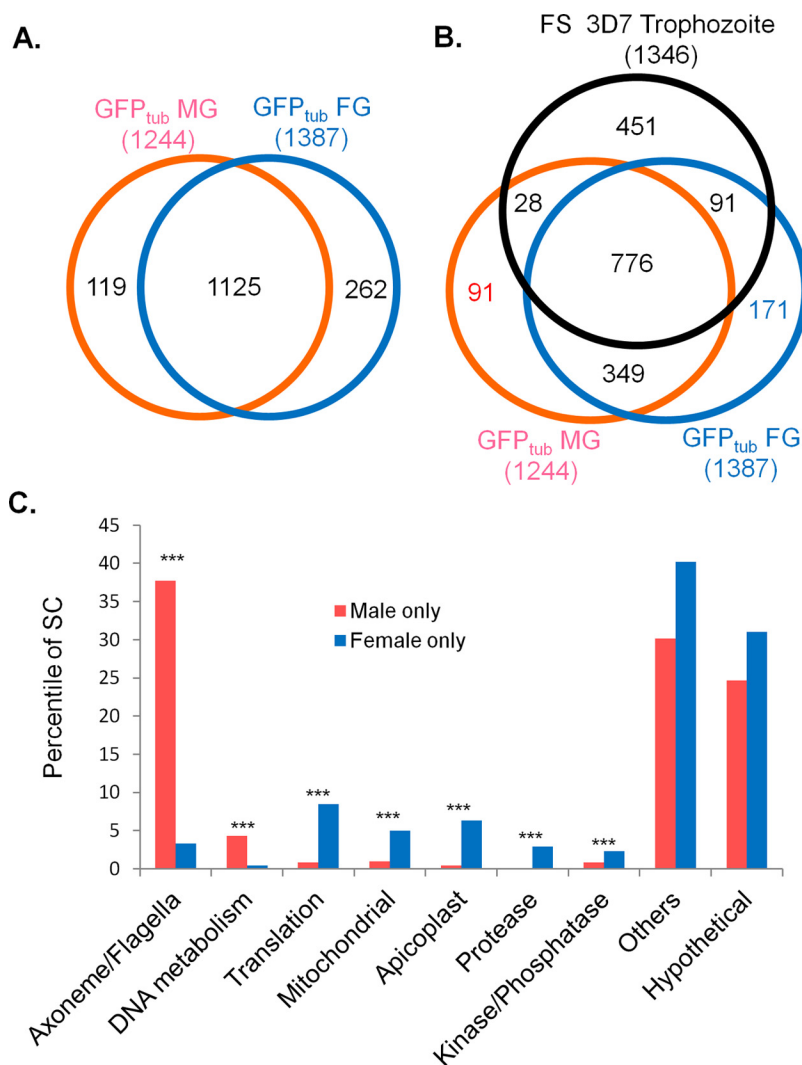 A.
GFPtub MG
(1244)
GFPtub FG
(1387)
119
1125
262
B.
FS 3D7 Trophozoite
(1346)
451
28
91
776
91
171
349
GFPtub MG
(1244)
GFPtub FG
(1387)
C.
Percentile of SC
45
40
35
30
25
20
15
10
5
0
***
***
***
***
***
***
***
Male only
Female only
Axoneme/Flagella
DNA metabolism
Translation
Mitochondrial
Apicoplast
Protease
Kinase/Phosphatase
Others
Hypothetical